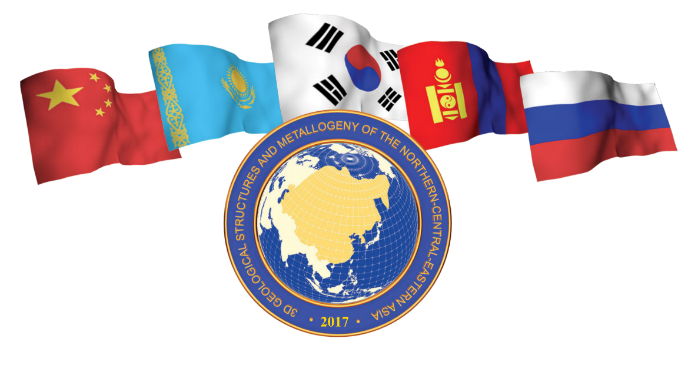 3D GEOLOGICAL STRUCTURES AND METALLOGENY OF THE NORTHERN-CENTRAL-EASTERN ASIA
• 2017 •